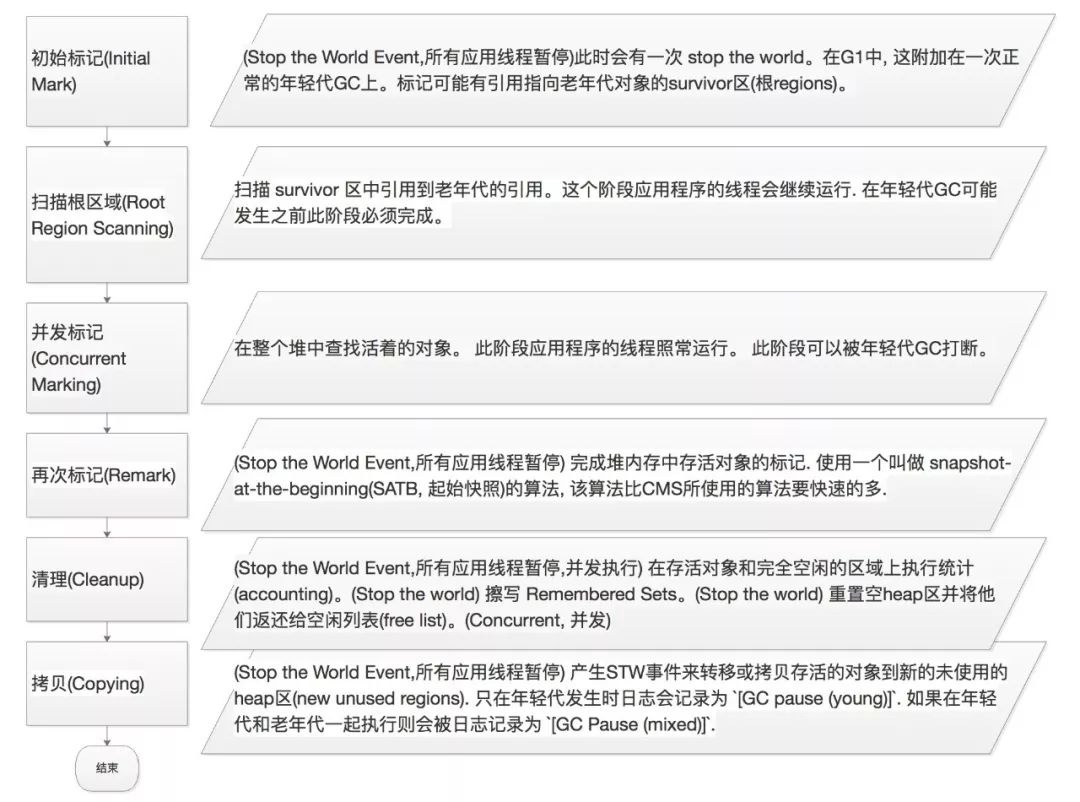 初始标记(Initial
Mark)
(Stop the World Event,所有应用线程暂停)此时会有一次 stop the world。在G1中, 这附加在一次正
常的年轻代GC上。标记可能有引用指向老年代对象的survivor区(根regions)。
扫描根区域(Root
Region Scanning)
扫描 survivor 区中引用到老年代的引用。这个阶段应用程序的线程会继续运行. 在年轻代GC可能
发生之前此阶段必须完成。
并发标记
(Concurrent
Marking)
在整个堆中查找活着的对象。 此阶段应用程序的线程照常运行。 此阶段可以被年轻代GC打断。
再次标记(Remark)
(Stop the World Event,所有应用线程暂停) 完成堆内存中存活对象的标记. 使用一个叫做 snapshot-
at-the-beginning(SATB, 起始快照)的算法, 该算法比CMS所使用的算法要快速的多.
清理(Cleanup)
(Stop the World Event,所有应用线程暂停,并发执行) 在存活对象和完全空闲的区域上执行统计
(accounting)。(Stop the world) 擦写 Remembered Sets。(Stop the world) 重置空heap区并将他
们返还给空闲列表(free list)。(Concurrent, 并发)
拷贝(Copying)
(Stop the World Event,所有应用线程暂停) 产生STW事件来转移或拷贝存活的对象到新的未使用的
heap区(new unused regions). 只在年轻代发生时日志会记录为 `[GC pause (young)]`. 如果在年轻
代和老年代一起执行则会被日志记录为 `[GC Pause (mixed)]`.
结束